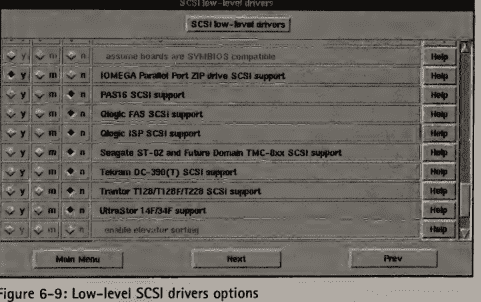 SCSI low-level drivers
SCSI low-level drivers
y m n assume boards are SYMBIOS compatible Help
y m n IOMEGA Parallel Port ZIP drive SCSI support Help
y m n PAS16 SCSI support Help
y m n Qlogic FAS SCSI support Help
y m n Qlogic ISP SCSI support Help
y m n Seagate ST-02 and Future Domain TMC-8xx SCSI support Help
y m n Tekram DC-390(T) SCSI support Help
y m n Trantor T128/T128F/T228 SCSI support Help
y m n UltraStor 14F/34F support Help
y m n enable elevator sorting Help
Main Menu Next Prev
Figure 6-9: Low-level SCSI drivers options